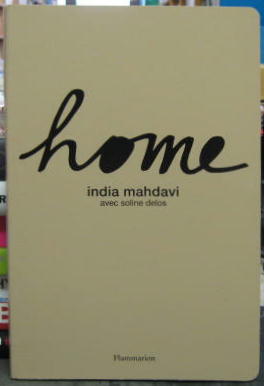 home
india mahdavi
avec soline delos
Flammarion